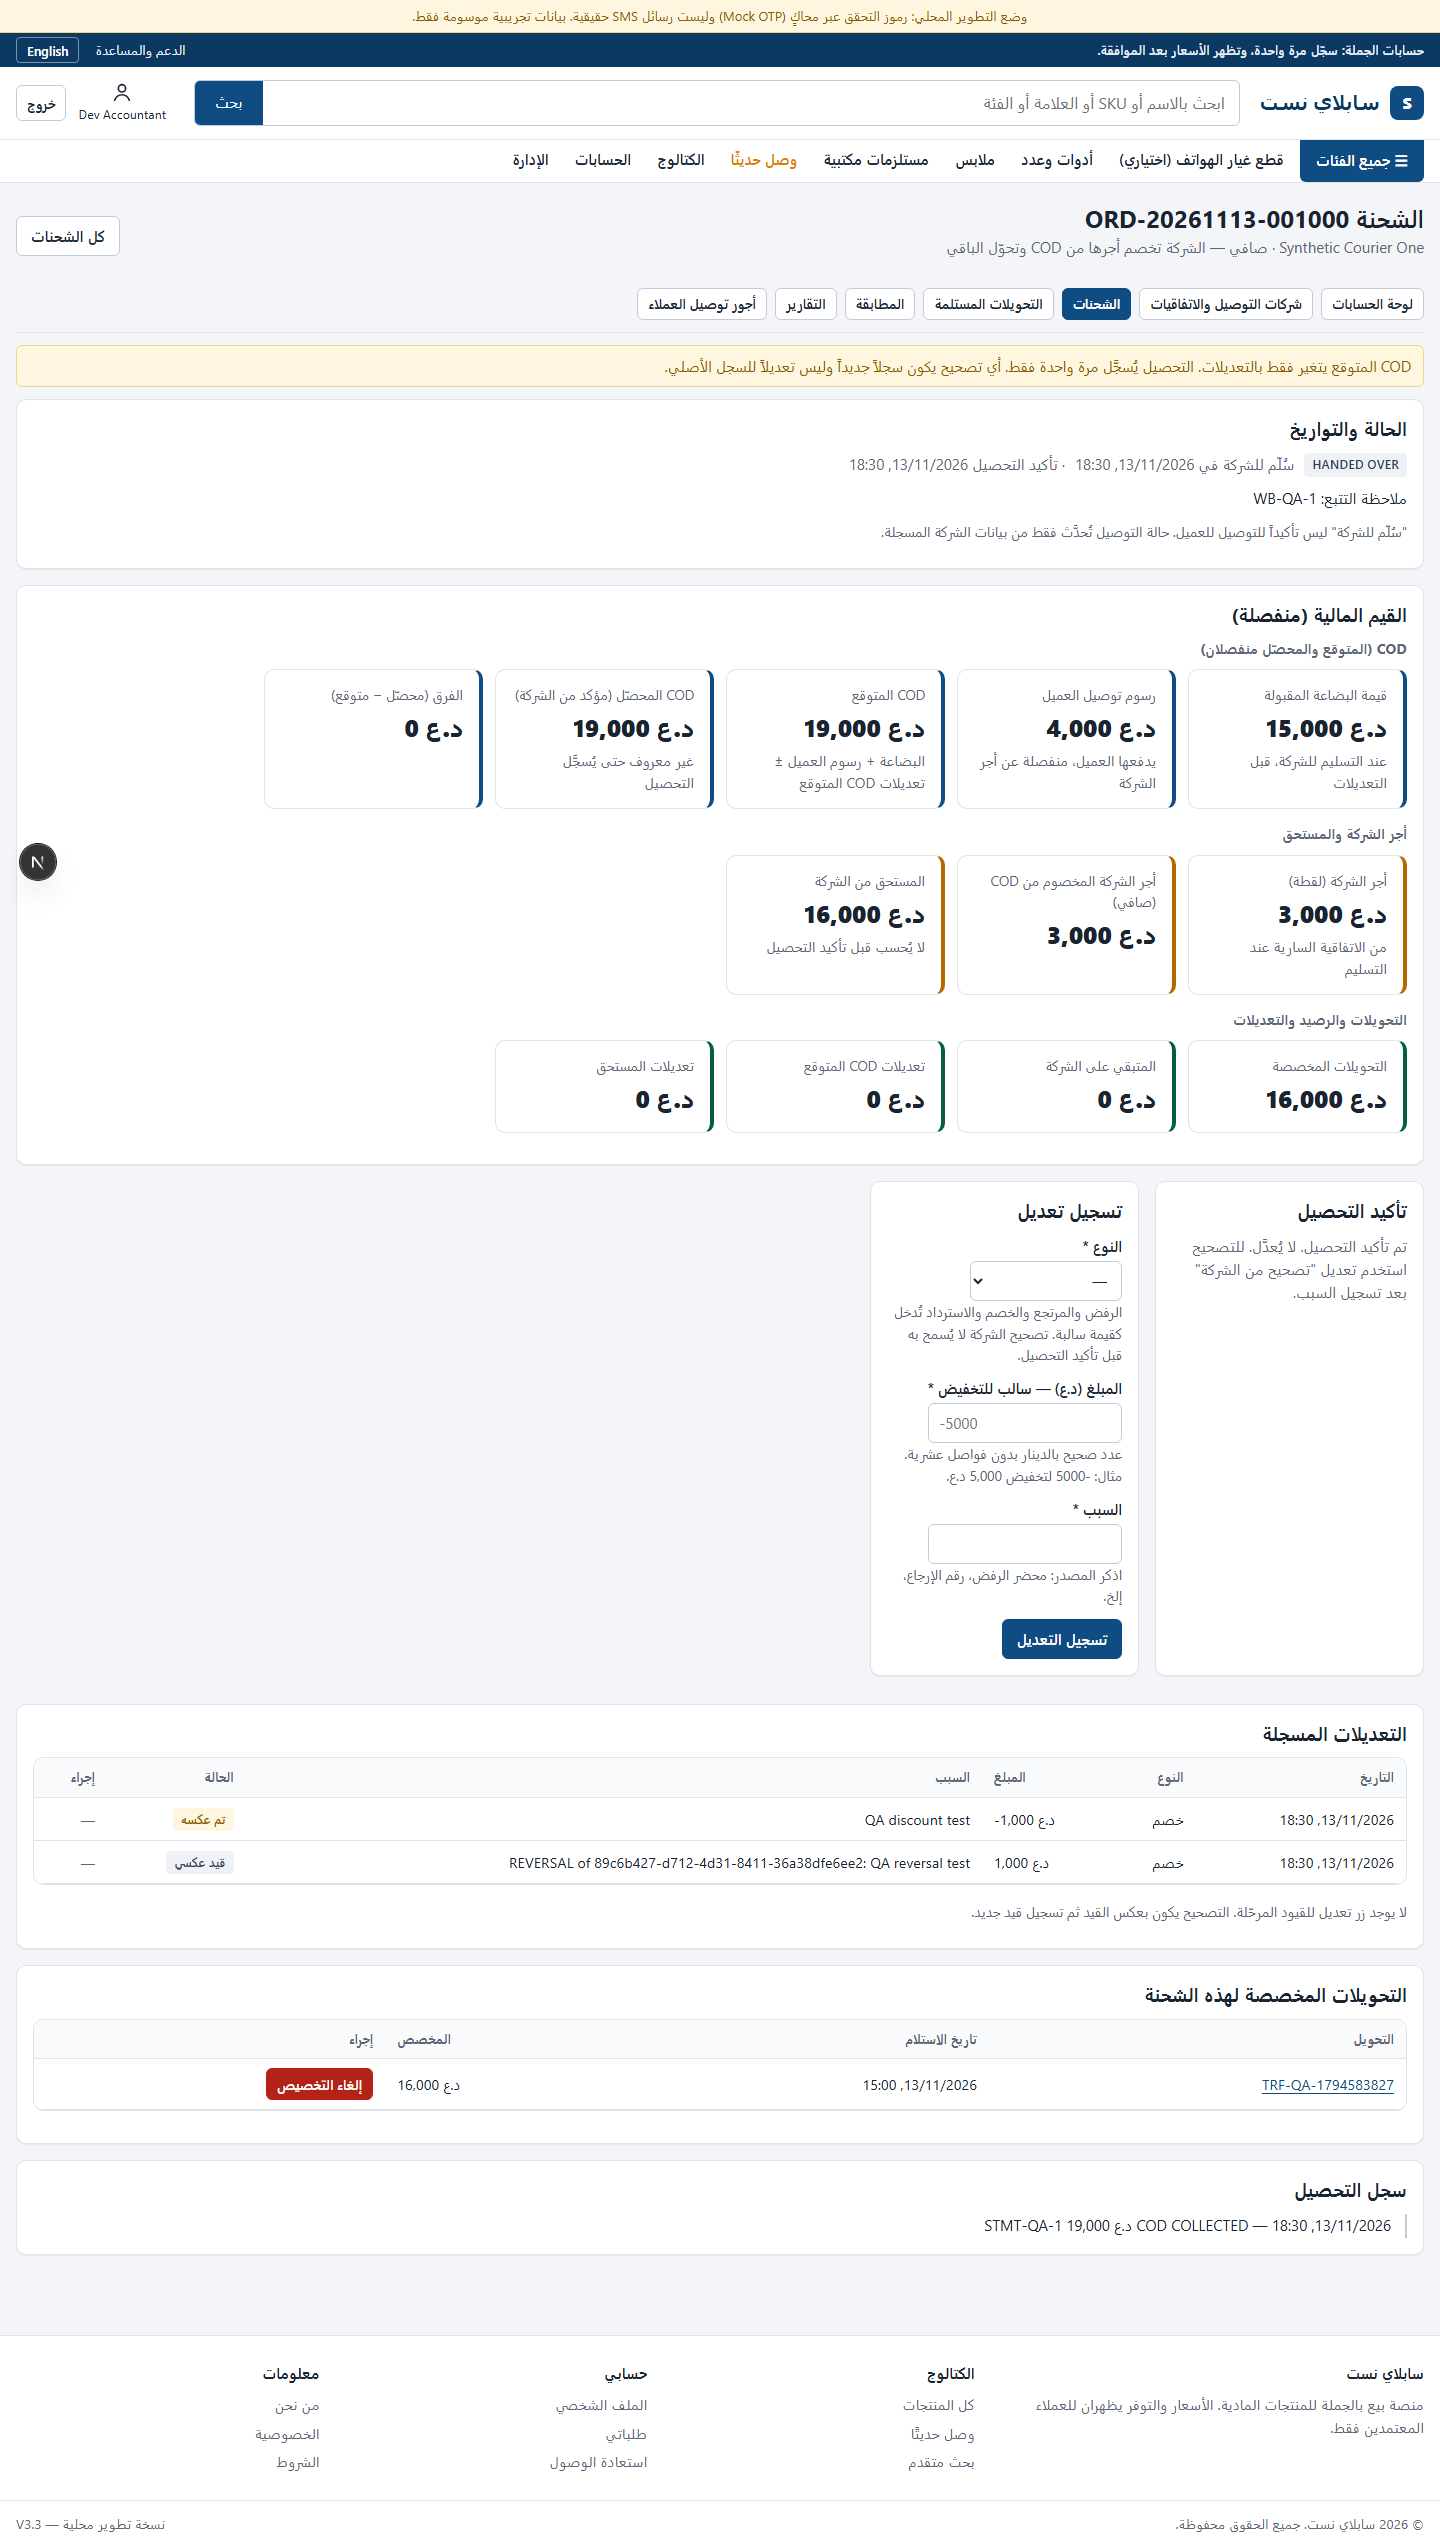 وضع التطوير المحلي: رموز التحقق عبر محاكٍ (Mock OTP) وليست رسائل SMS حقيقية. بيانات تجريبية موسومة فقط.
حسابات الجملة: سجّل مرة واحدة، وتظهر الأسعار بعد الموافقة.
الدعم والمساعدة
English
S
سابلاي نست
ابحث بالاسم أو SKU أو العلامة أو الفئة
بحث
Dev Accountant
خروج
☰ جميع الفئات
قطع غيار الهواتف (اختياري)
أدوات وعدد
ملابس
مستلزمات مكتبية
وصل حديثًا
الكتالوج
الحسابات
الإدارة
الشحنة ORD-20261113-001000
Synthetic Courier One · صافي — الشركة تخصم أجرها من COD وتحوّل الباقي
كل الشحنات
لوحة الحسابات
شركات التوصيل والاتفاقيات
الشحنات
التحويلات المستلمة
المطابقة
التقارير
أجور توصيل العملاء
COD المتوقع يتغير فقط بالتعديلات. التحصيل يُسجَّل مرة واحدة فقط. أي تصحيح يكون سجلاً جديداً وليس تعديلاً للسجل الأصلي.
الحالة والتواريخ
HANDED OVER
سُلّم للشركة في 13/11/2026, 18:30 · تأكيد التحصيل 13/11/2026, 18:30
ملاحظة التتبع: WB-QA-1
"سُلّم للشركة" ليس تأكيداً للتوصيل للعميل. حالة التوصيل تُحدَّث فقط من بيانات الشركة المسجلة.
القيم المالية (منفصلة)
COD (المتوقع والمحصّل منفصلان)
قيمة البضاعة المقبولة
15,000 د.ع
عند التسليم للشركة، قبل
التعديلات
رسوم توصيل العميل
4,000 د.ع
يدفعها العميل، منفصلة عن أجر
الشركة
COD المتوقع
19,000 د.ع
البضاعة + رسوم العميل ±
تعديلات COD المتوقع
COD المحصّل (مؤكد من الشركة)
19,000 د.ع
غير معروف حتى يُسجَّل
التحصيل
الفرق (محصّل − متوقع)
0 د.ع
أجر الشركة والمستحق
أجر الشركة (لقطة)
3,000 د.ع
من الاتفاقية السارية عند
التسليم
أجر الشركة المخصوم من COD
(صافي)
3,000 د.ع
المستحق من الشركة
16,000 د.ع
لا يُحسب قبل تأكيد التحصيل
التحويلات والرصيد والتعديلات
التحويلات المخصصة
16,000 د.ع
المتبقي على الشركة
0 د.ع
تعديلات COD المتوقع
0 د.ع
تعديلات المستحق
0 د.ع
تأكيد التحصيل
تم تأكيد التحصيل. لا يُعدَّل. للتصحيح
استخدم تعديل "تصحيح من الشركة"
بعد تسجيل السبب.
تسجيل تعديل
النوع *
—
الرفض والمرتجع والخصم والاسترداد تُدخل
كقيمة سالبة. تصحيح الشركة لا يُسمح به
قبل تأكيد التحصيل.
المبلغ (د.ع) — سالب للتخفيض *
-5000
عدد صحيح بالدينار بدون فواصل عشرية.
مثال: -5000 لتخفيض 5,000 د.ع.
السبب *
اذكر المصدر: محضر الرفض، رقم الإرجاع،
إلخ.
تسجيل التعديل
التعديلات المسجلة
التاريخ النوع المبلغ السبب الحالة إجراء
13/11/2026, 18:30 خصم -1,000 د.ع QA discount test تم عكسه —
13/11/2026, 18:30 خصم 1,000 د.ع REVERSAL of 89c6b427-d712-4d31-8411-36a38dfe6ee2: QA reversal test قيد عكسي —
لا يوجد زر تعديل للقيود المرحّلة. التصحيح يكون بعكس القيد ثم تسجيل قيد جديد.
التحويلات المخصصة لهذه الشحنة
التحويل تاريخ الاستلام المخصص إجراء
TRF-QA-1794583827 13/11/2026, 15:00 16,000 د.ع إلغاء التخصيص
سجل التحصيل
13/11/2026, 18:30 — COD COLLECTED د.ع 19,000 STMT-QA-1
سابلاي نست
منصة بيع بالجملة للمنتجات المادية. الأسعار والتوفر يظهران للعملاء
المعتمدين فقط.
الكتالوج
كل المنتجات
وصل حديثًا
بحث متقدم
حسابي
الملف الشخصي
طلباتي
استعادة الوصول
معلومات
من نحن
الخصوصية
الشروط
© 2026 سابلاي نست. جميع الحقوق محفوظة.
نسخة تطوير محلية — V3.3
N